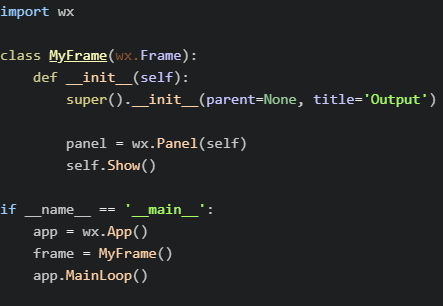 import wx
class MyFrame(wx.Frame):
    def __init__(self):
        super().__init__(parent=None, title='Output')
        panel = wx.Panel(self)
        self.Show()
if __name__ == '__main__':
    app = wx.App()
    frame = MyFrame()
    app.MainLoop()